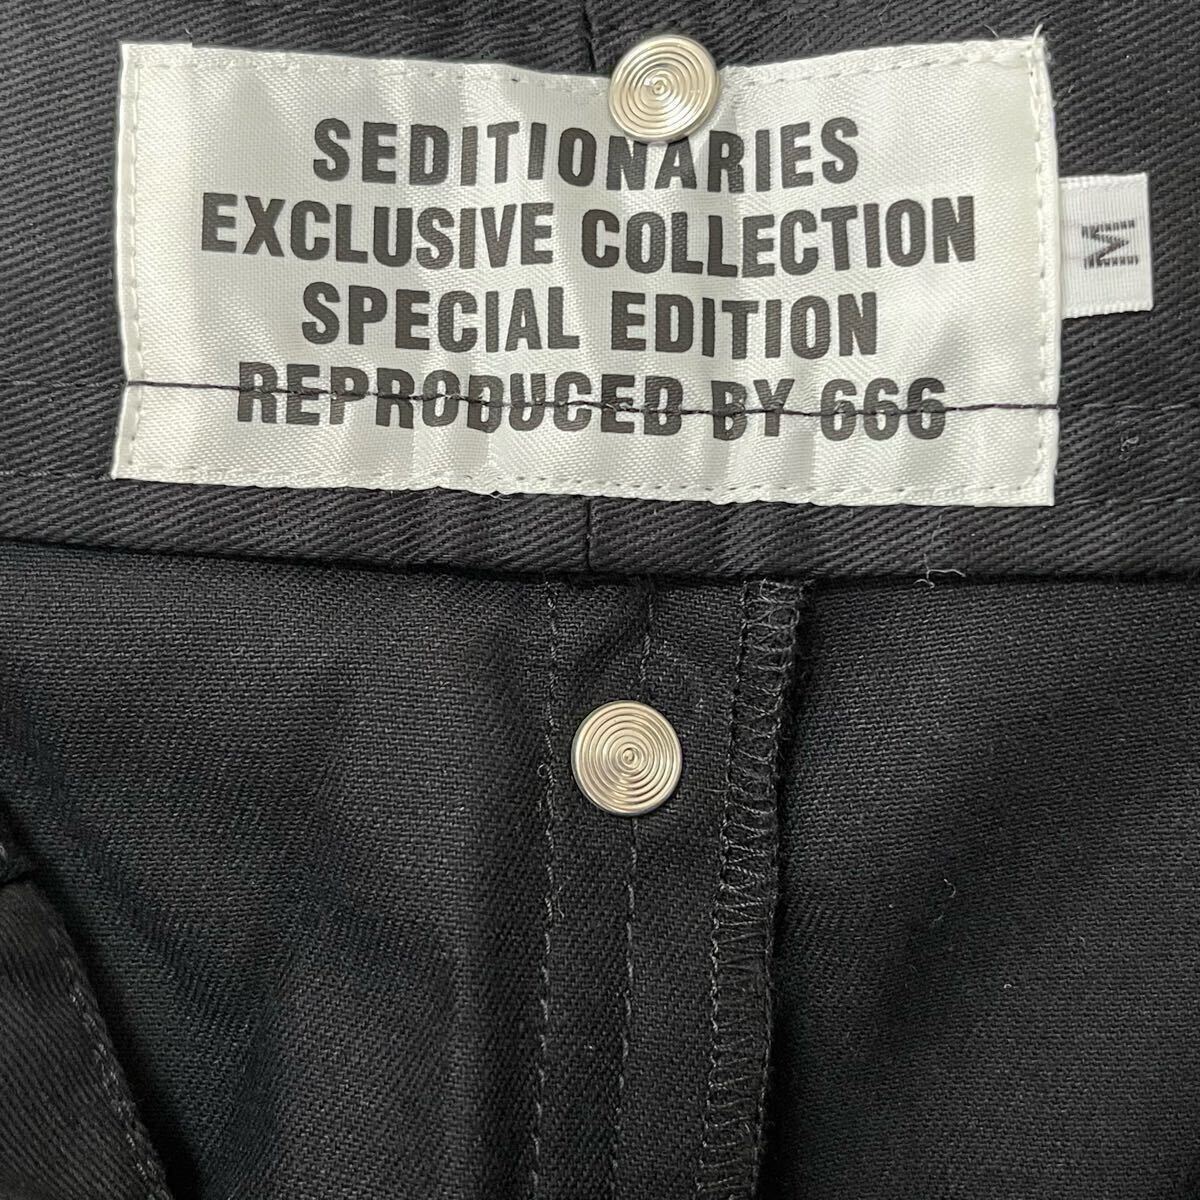 SEDITIONARIES
EXCLUSIVE COLLECTION
SPECIAL EDITION
REPRODUCED BY 666
M